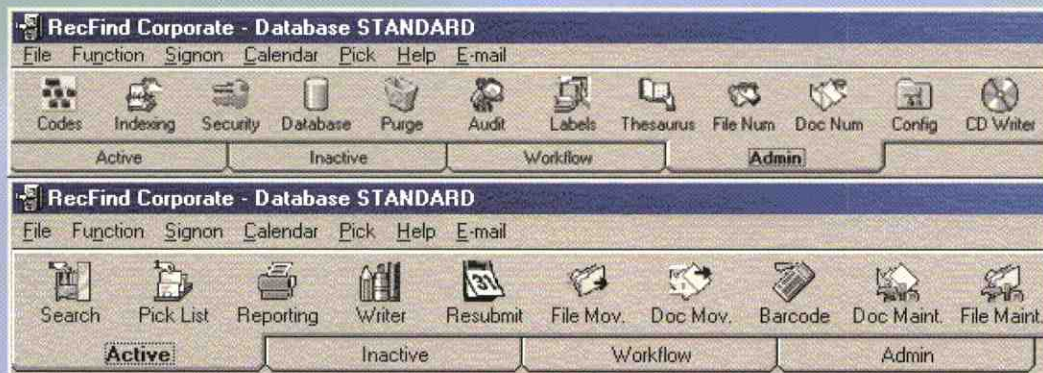 RecFind Corporate - Database STANDARD
File Function Signon Calendar Pick Help E-mail
Codes Indexing Security Database Purge Audit Labels Thesaurus File Num Doc Num Config CD Writer
Active Inactive Workflow Admin
RecFind Corporate - Database STANDARD
File Function Signon Calendar Pick Help E-mail
31
Search Pick List Reporting Writer Resubmit File Mov. Doc Mov. Barcode Doc Maint. File Maint.
Active Inactive Workflow Admin